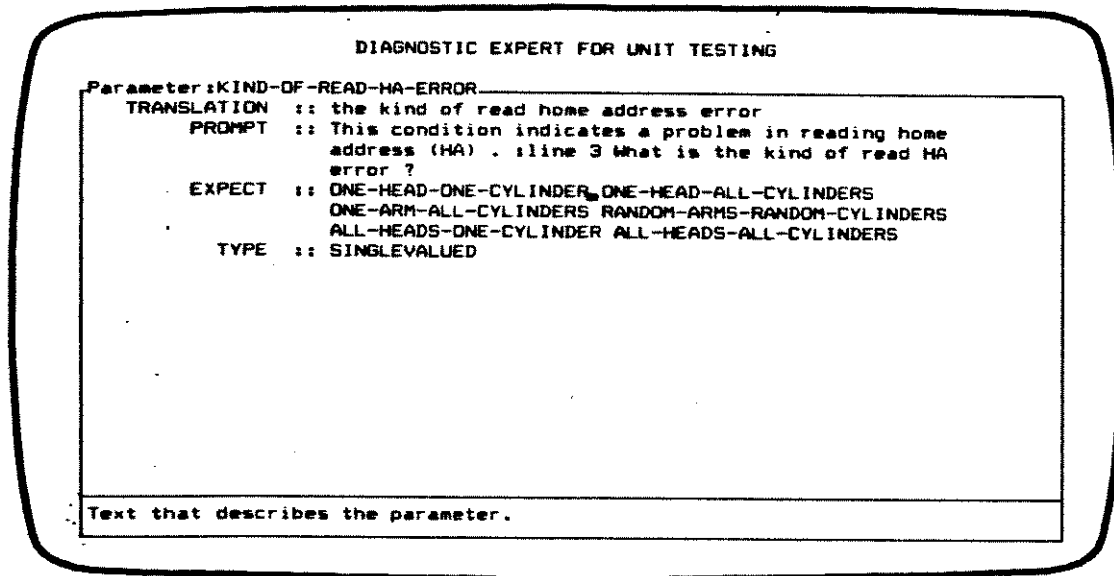 DIAGNOSTIC EXPERT FOR UNIT TESTING
Parameter:KIND-OF-READ-HA-ERROR
TRANSLATION :: the kind of read home address error
PROMPT :: This condition indicates a problem in reading home
address (HA) . :line 3 What is the kind of read HA
error ?
EXPECT :: ONE-HEAD-ONE-CYLINDER ONE-HEAD-ALL-CYLINDERS
ONE-ARM-ALL-CYLINDERS RANDOM-ARMS-RANDOM-CYLINDERS
ALL-HEADS-ONE-CYLINDER ALL-HEADS-ALL-CYLINDERS
TYPE :: SINGLEVALUED
Text that describes the parameter.